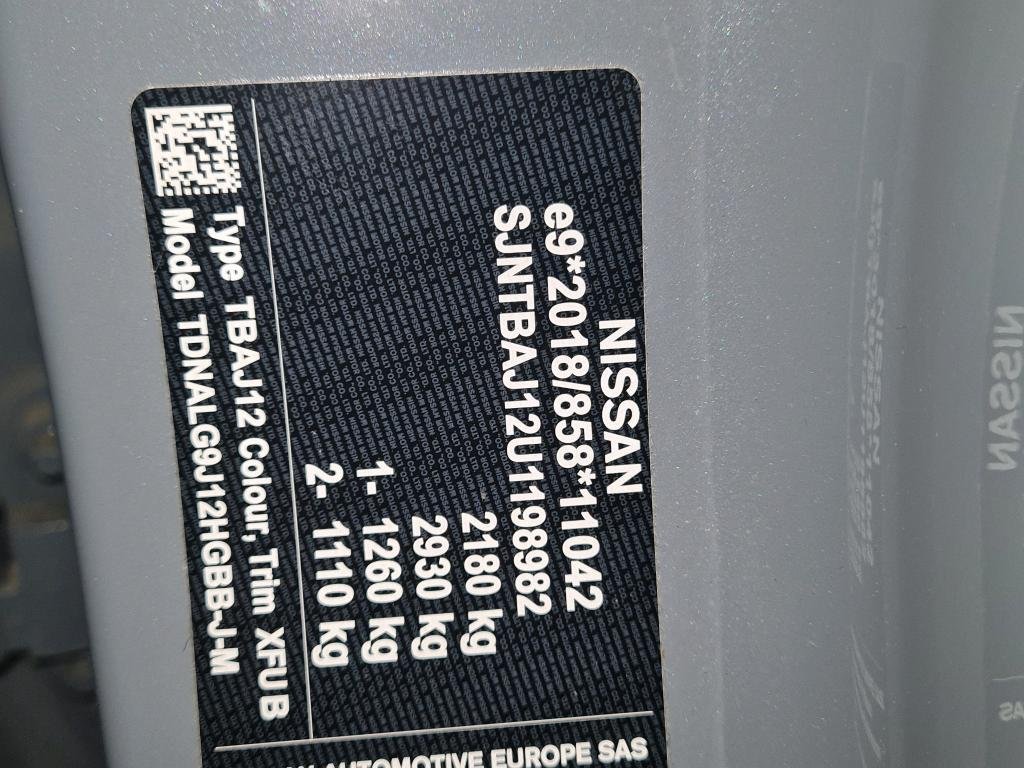 NISSAN
e9*2018/858*11042
SJNTBAJ12U1198982
2180 kg
2930 kg
1- 1260 kg
2- 1110 kg
Type TBAJ12 Colour, Trim XFU B
Model TDNALG9J12HGBB-J-M
AUTOMOTIVE EUROPE SAS
NISSAN